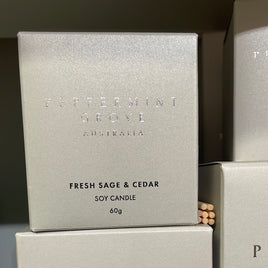 PEPPERMINT
GROVE
AUSTRALIA
FRESH SAGE & CEDAR
SOY CANDLE
60g
P
P